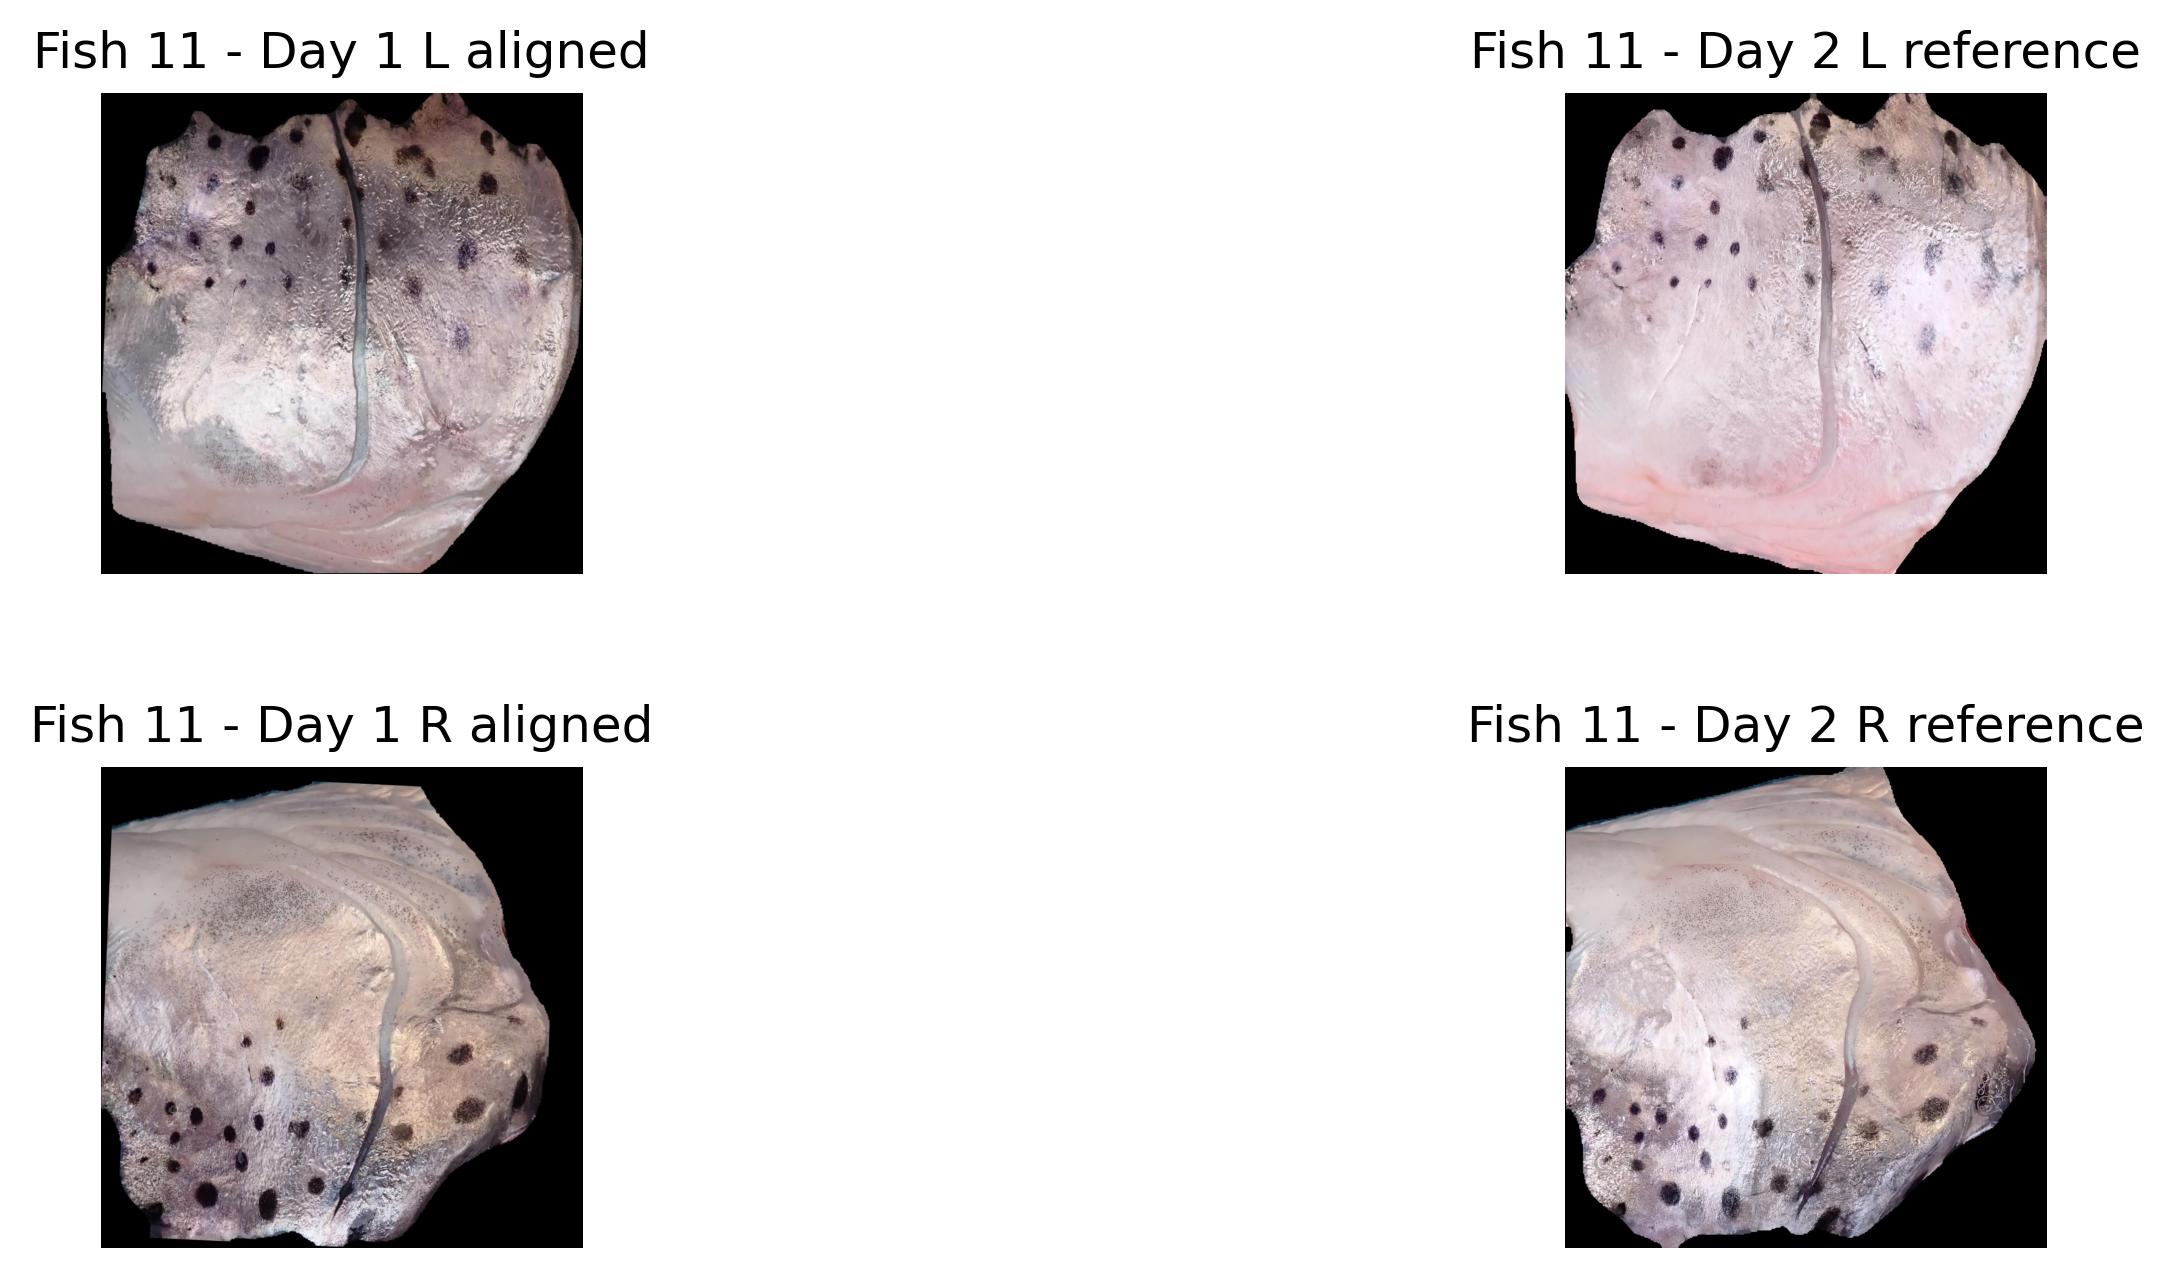 Fish 11 - Day 1 L aligned
Fish 11 - Day 2 L reference
Fish 11 - Day 1 R aligned
Fish 11 - Day 2 R reference